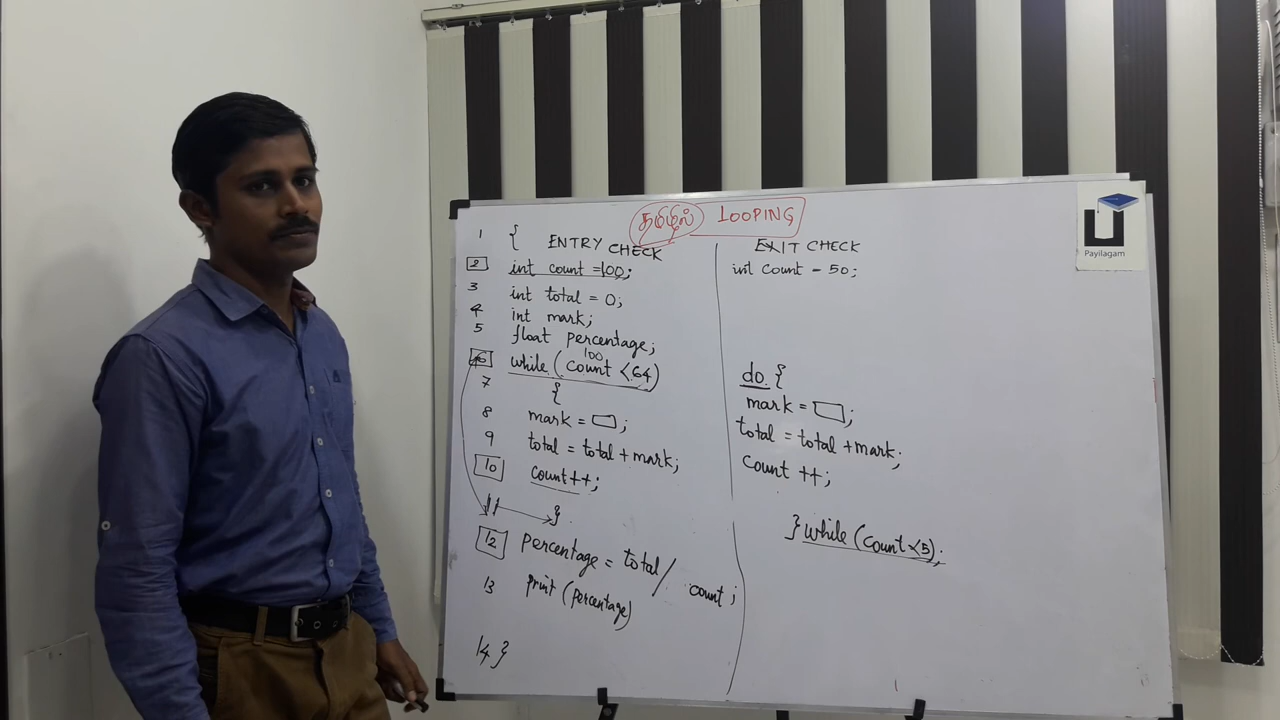 தமிழில் LOOPING
1 { ENTRY CHECK
2 int count =100;
3 int total = 0;
4 int mark;
5 float percentage;
100
6 while (count <64)
7 {
8 mark = ;
9 total = total + mark;
10 count++;
11 }
12 percentage = total / count ;
13 print (percentage)
14 }
EXIT CHECK
int count = 50;
do {
mark = ;
total = total + mark;
count ++;
} while (count <5);
Payilagam